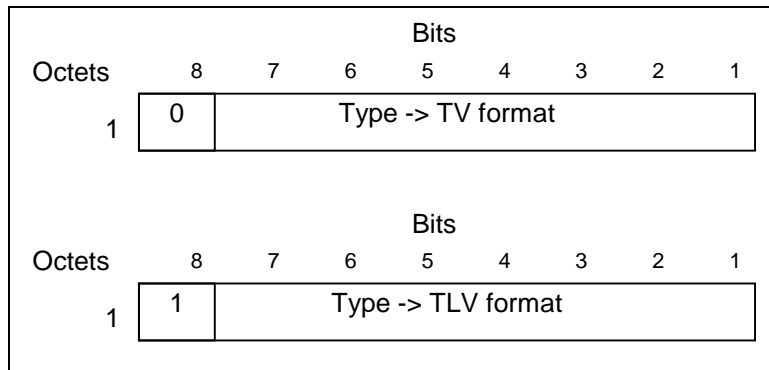 Bits
Octets 8 7 6 5 4 3 2 1
1 0 Type -> TV format
Bits
Octets 8 7 6 5 4 3 2 1
1 1 Type -> TLV format